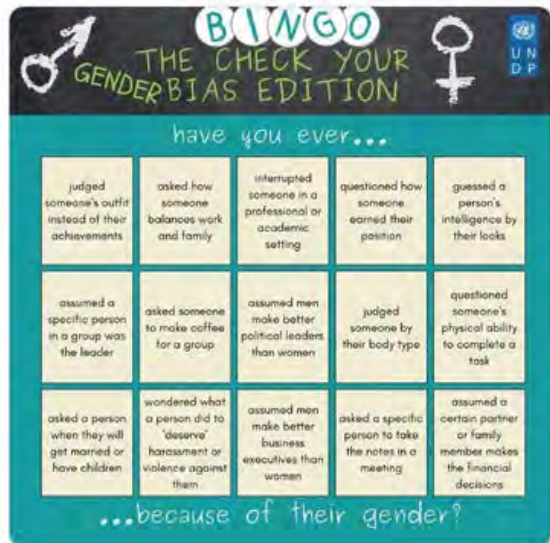 BINGO
THE CHECK YOUR
GENDER BIAS EDITION
UN
DP
have you ever...
judged
someone's outfit
instead of their
achievements
asked how
someone
balances work
and family
interrupted
someone in a
professional or
academic
setting
questioned how
someone
earned their
position
guessed a
person's
intelligence by
their looks
assumed a
specific person
in a group was
the leader
asked someone
to make coffee
for a group
assumed men
make better
political leaders
than women
judged
someone by
their body type
questioned
someone's
physical ability
to complete a
task
asked a person
when they will
get married or
have children
wondered what
a person did to
'deserve'
harassment or
violence against
them
assumed men
make better
business
executives than
women
asked a specific
person to take
the notes in a
meeting
assumed a
certain partner
or family
member makes
the financial
decisions
...because of their gender?